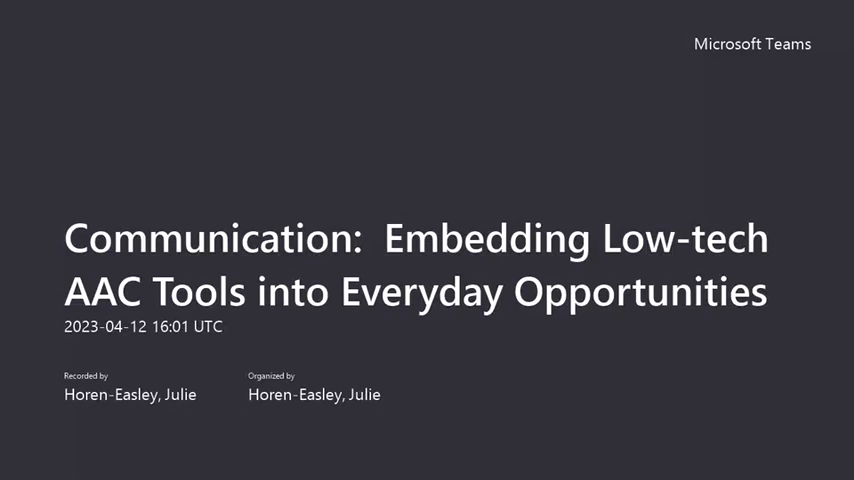 Microsoft Teams
Communication:  Embedding Low-tech
AAC Tools into Everyday Opportunities
2023-04-12 16:01 UTC
Recorded by
Organized by
Horen-Easley, Julie
Horen-Easley, Julie